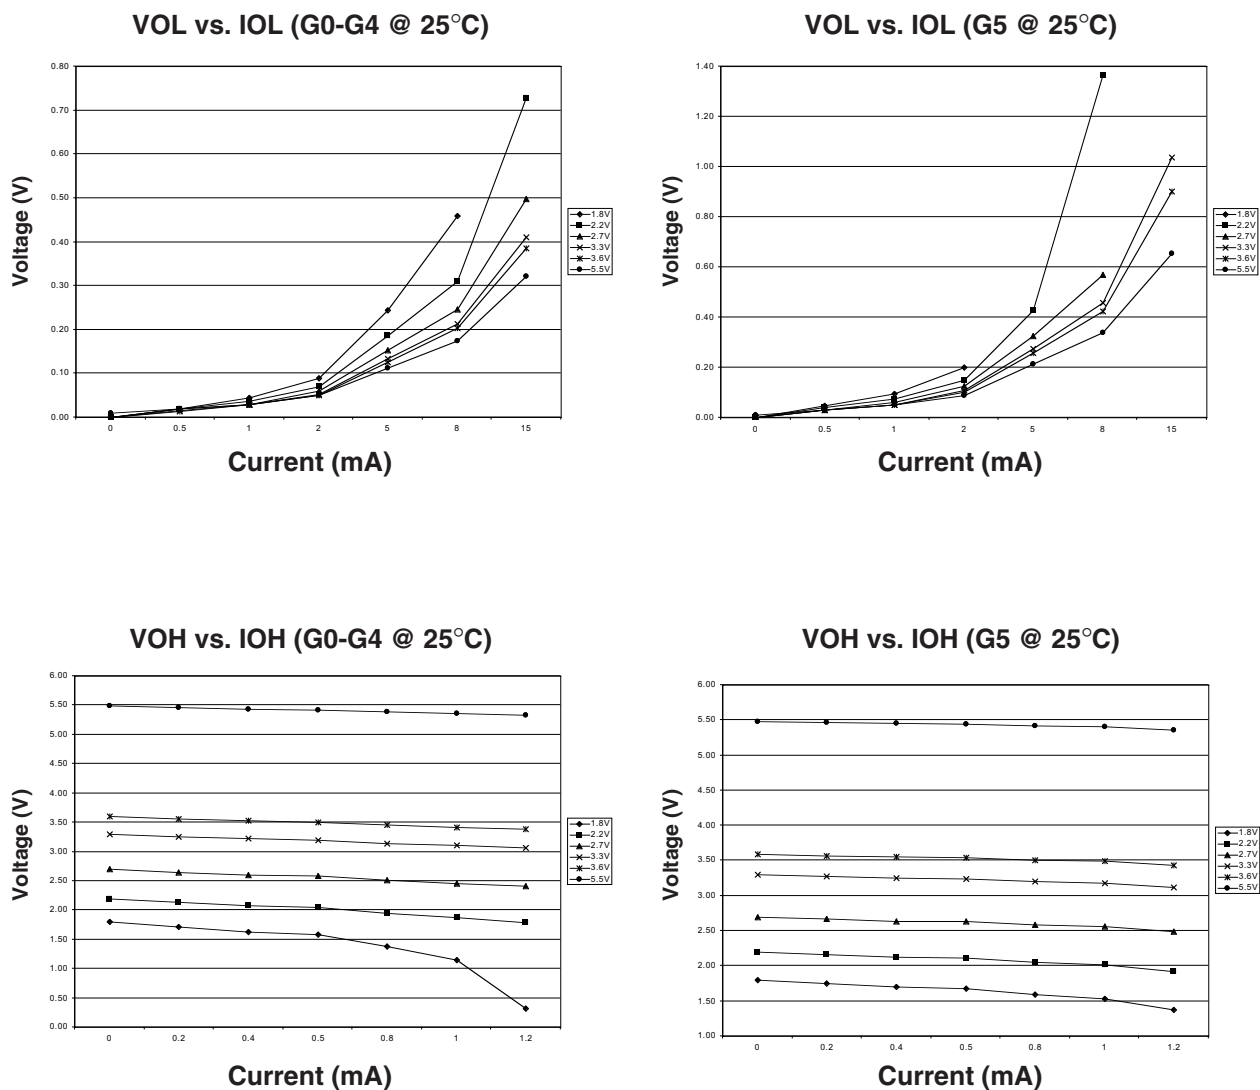 VOL vs. IOL (G0-G4 @ 25°C)
Voltage (V)
0.80
0.70
0.60
0.50
0.40
0.30
0.20
0.10
0.00
0 0.5 1 2 5 8 15
Current (mA)
1.8V
2.2V
2.7V
3.3V
3.6V
5.5V
VOL vs. IOL (G5 @ 25°C)
Voltage (V)
1.40
1.20
1.00
0.80
0.60
0.40
0.20
0.00
0 0.5 1 2 5 8 15
Current (mA)
1.8V
2.2V
2.7V
3.3V
3.6V
5.5V
VOH vs. IOH (G0-G4 @ 25°C)
Voltage (V)
6.00
5.50
5.00
4.50
4.00
3.50
3.00
2.50
2.00
1.50
1.00
0.50
0.00
0 0.2 0.4 0.5 0.8 1 1.2
Current (mA)
1.8V
2.2V
2.7V
3.3V
3.6V
5.5V
VOH vs. IOH (G5 @ 25°C)
Voltage (V)
6.00
5.50
5.00
4.50
4.00
3.50
3.00
2.50
2.00
1.50
1.00
0 0.2 0.4 0.5 0.8 1 1.2
Current (mA)
1.8V
2.2V
2.7V
3.3V
3.6V
5.5V